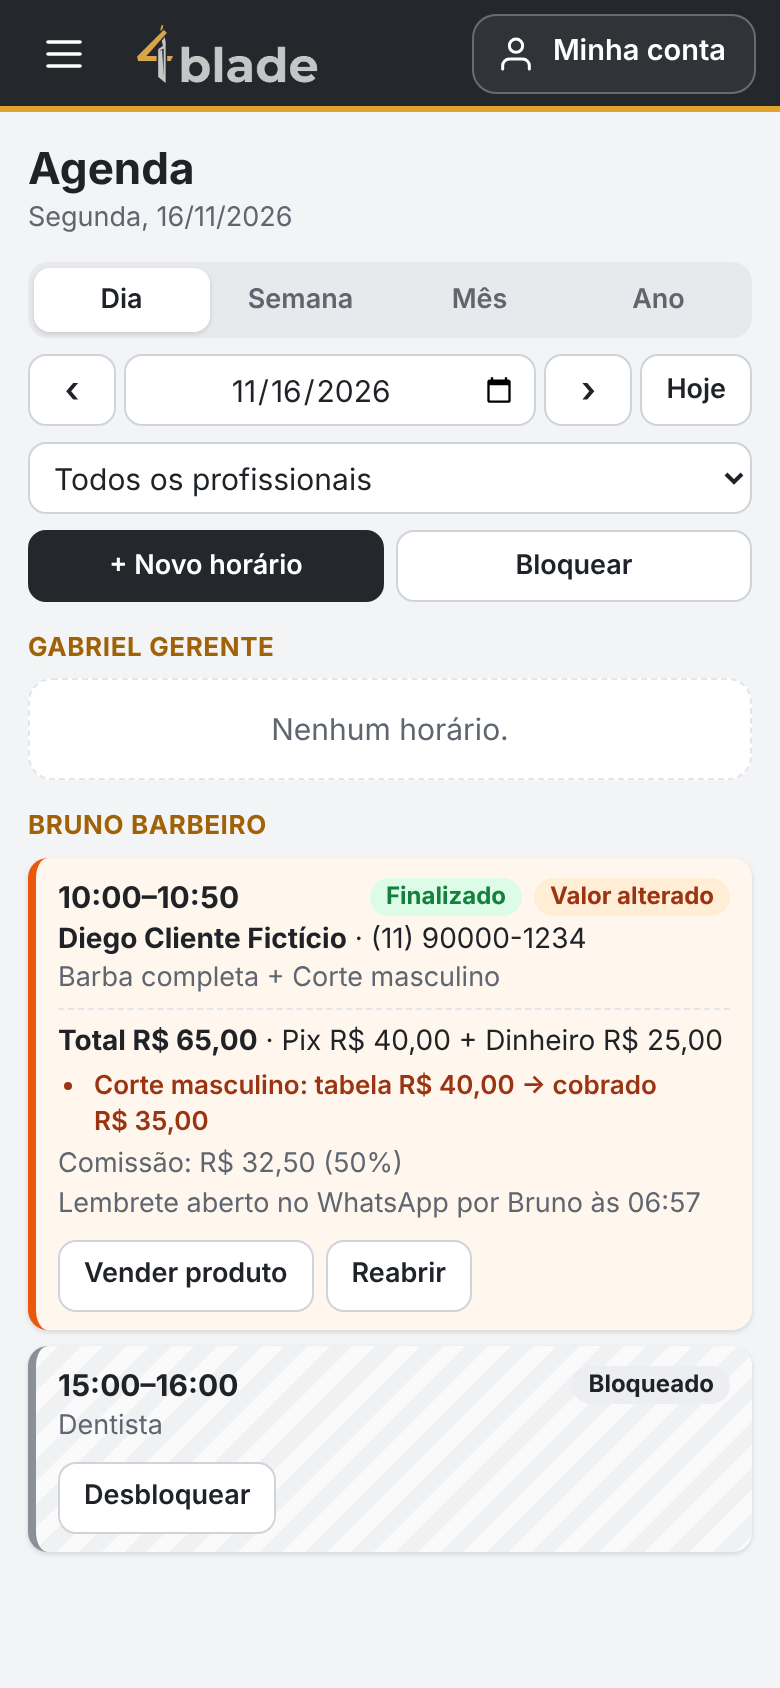 4blade
Minha conta
Agenda
Segunda, 16/11/2026
Dia Semana Mês Ano
‹ 11/16/2026 › Hoje
Todos os profissionais
+ Novo horário Bloquear
GABRIEL GERENTE
Nenhum horário.
BRUNO BARBEIRO
10:00–10:50 Finalizado Valor alterado
Diego Cliente Fictício · (11) 90000-1234
Barba completa + Corte masculino
Total R$ 65,00 · Pix R$ 40,00 + Dinheiro R$ 25,00
• Corte masculino: tabela R$ 40,00 → cobrado
R$ 35,00
Comissão: R$ 32,50 (50%)
Lembrete aberto no WhatsApp por Bruno às 06:57
Vender produto Reabrir
15:00–16:00 Bloqueado
Dentista
Desbloquear